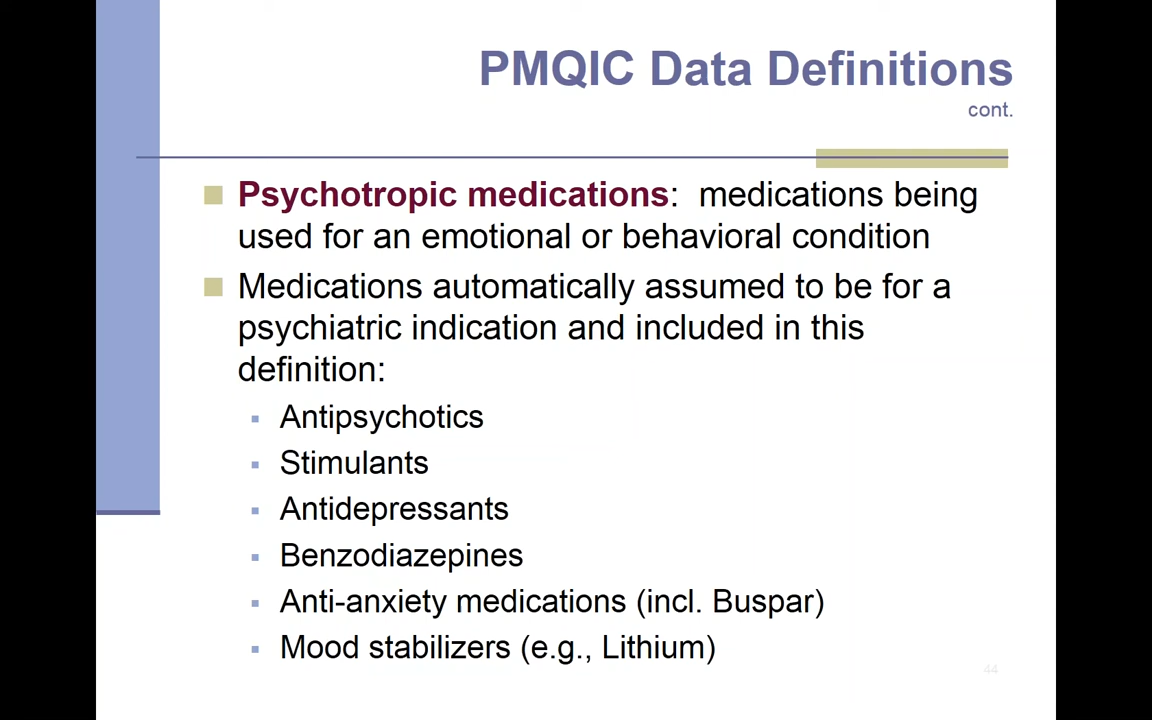 PMQIC Data Definitions
cont.
Psychotropic medications: medications being
used for an emotional or behavioral condition
Medications automatically assumed to be for a
psychiatric indication and included in this
definition:
Antipsychotics
Stimulants
Antidepressants
Benzodiazepines
Anti-anxiety medications (incl. Buspar)
Mood stabilizers (e.g., Lithium)
44